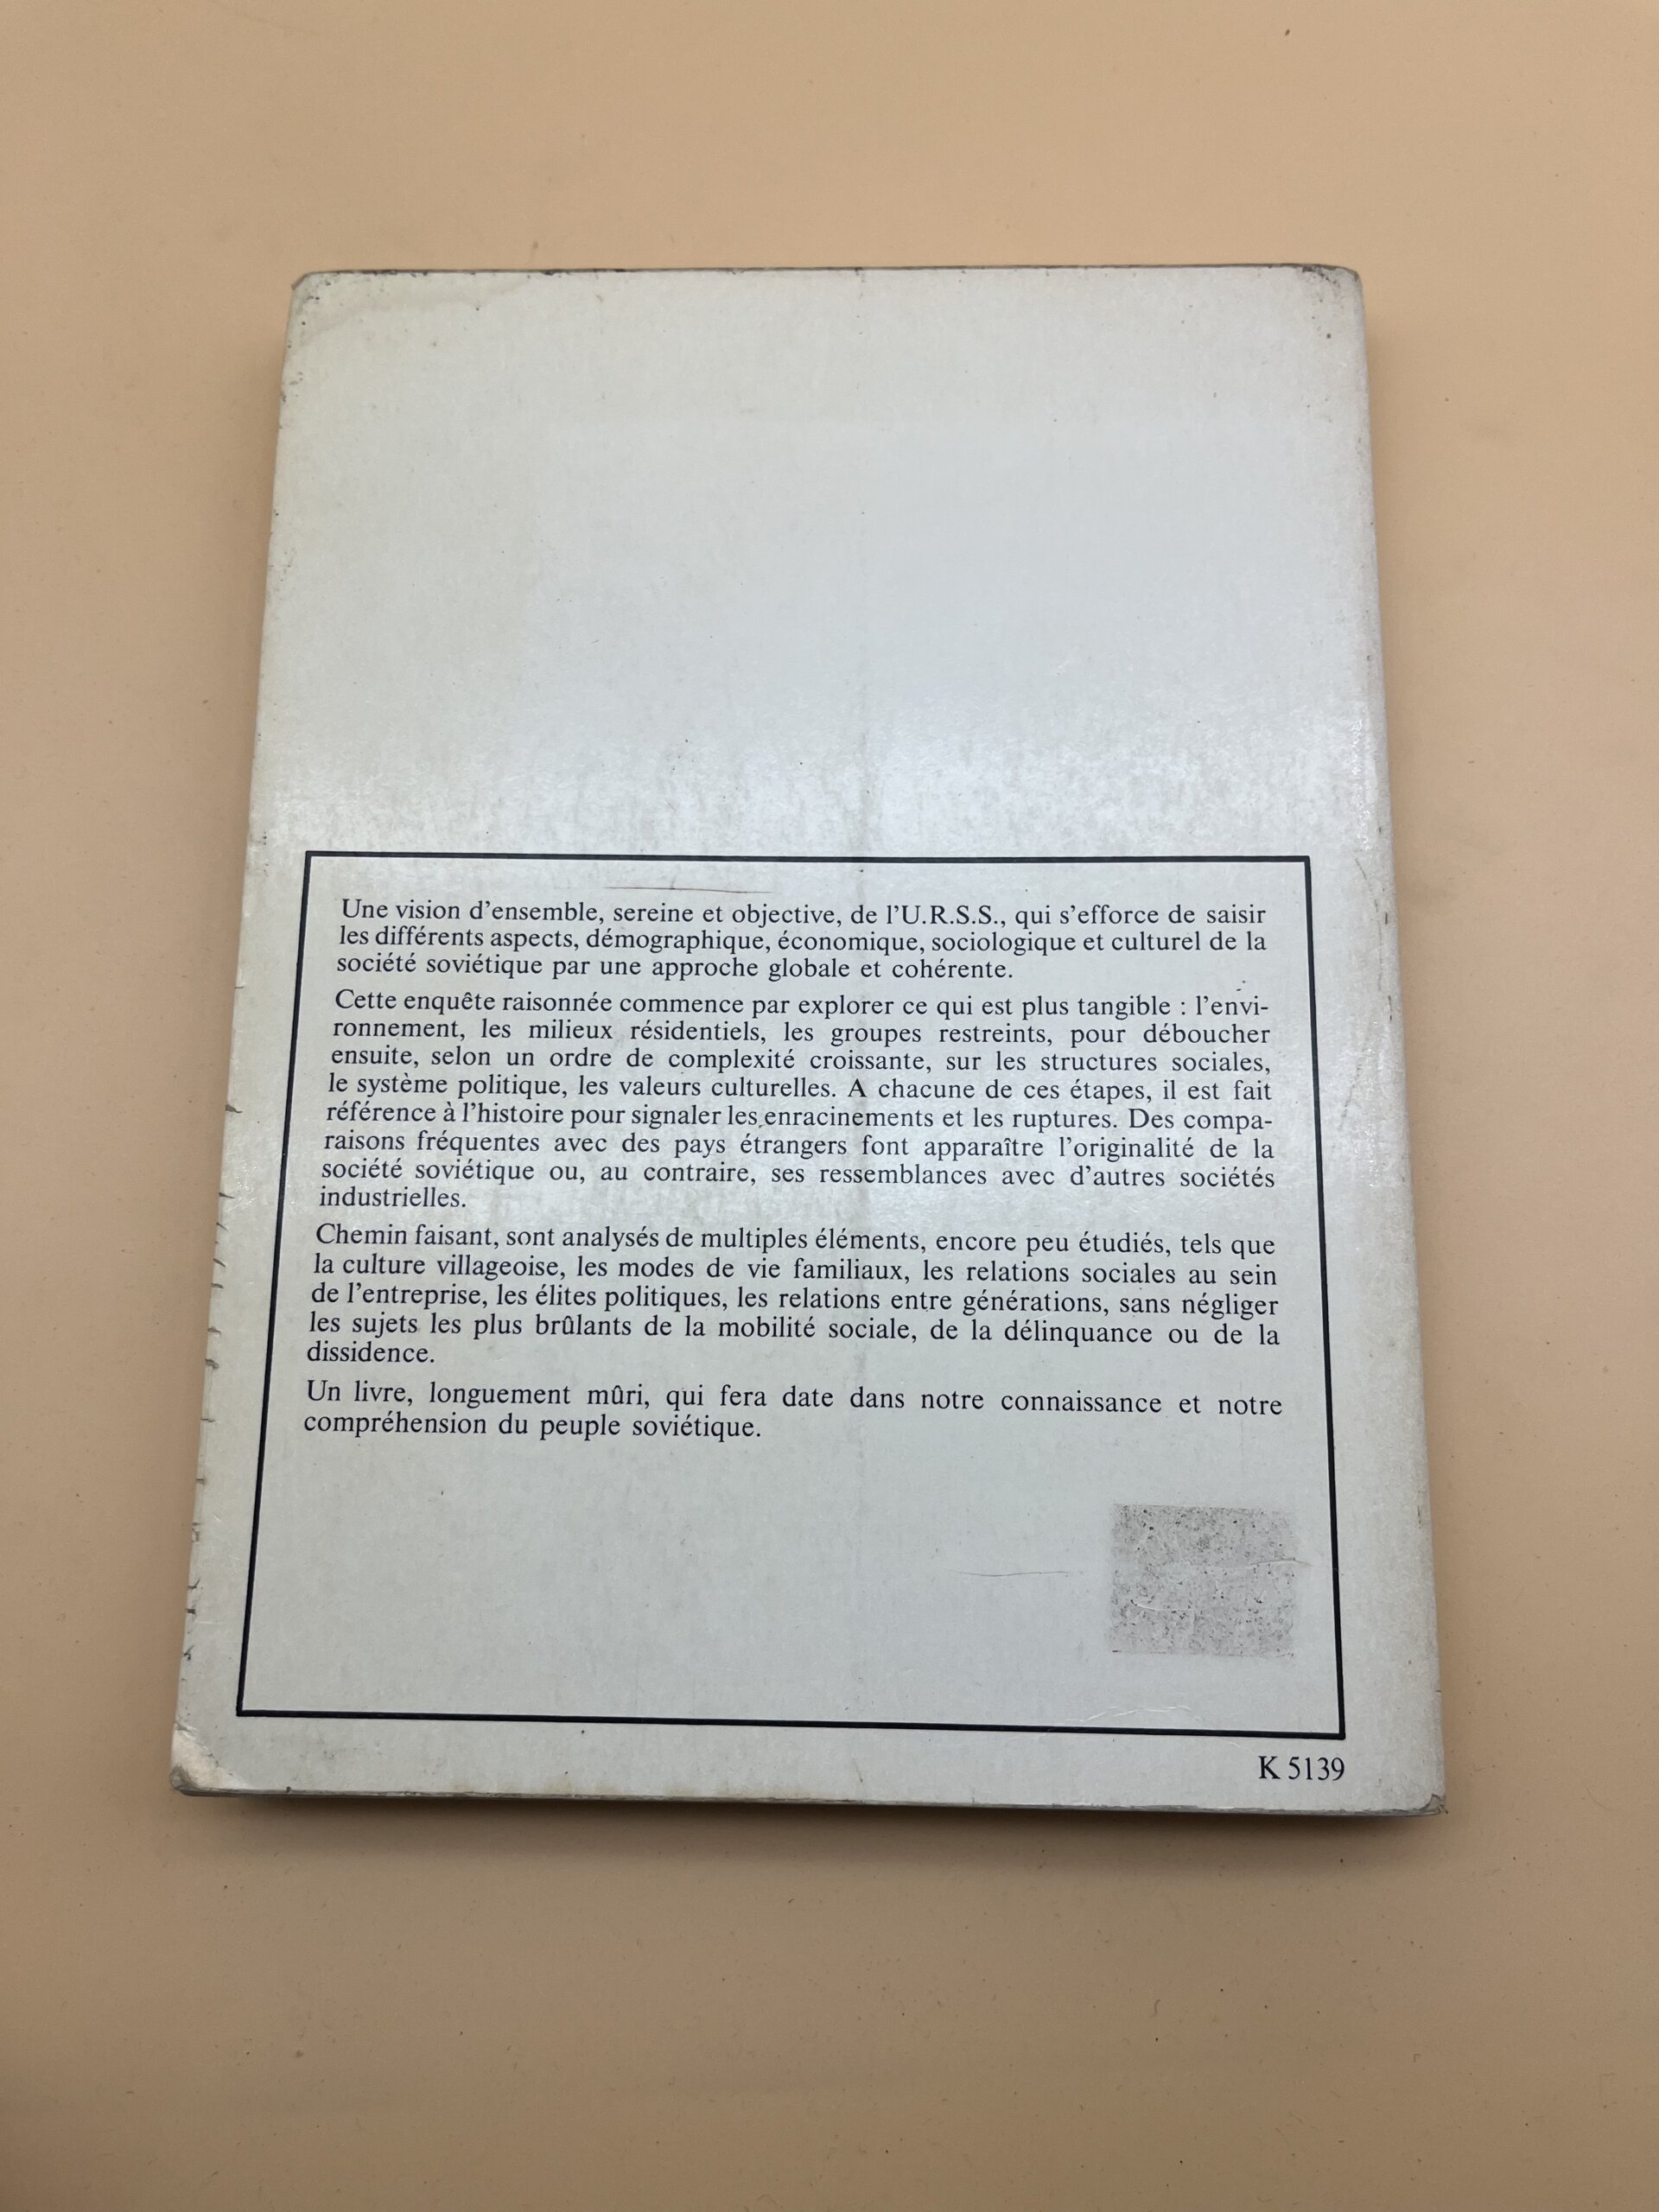 Une vision d'ensemble, sereine et objective, de l'U.R.S.S., qui s'efforce de saisir
les différents aspects, démographique, économique, sociologique et culturel de la
société soviétique par une approche globale et cohérente.
Cette enquête raisonnée commence par explorer ce qui est plus tangible : l'envi-
ronnement, les milieux résidentiels, les groupes restreints, pour déboucher
ensuite, selon un ordre de complexité croissante, sur les structures sociales,
le système politique, les valeurs culturelles. A chacune de ces étapes, il est fait
référence à l'histoire pour signaler les enracinements et les ruptures. Des compa-
raisons fréquentes avec des pays étrangers font apparaître l'originalité de la
société soviétique ou, au contraire, ses ressemblances avec d'autres sociétés
industrielles.
Chemin faisant, sont analysés de multiples éléments, encore peu étudiés, tels que
la culture villageoise, les modes de vie familiaux, les relations sociales au sein
de l'entreprise, les élites politiques, les relations entre générations, sans négliger
les sujets les plus brûlants de la mobilité sociale, de la délinquance ou de la
dissidence.
Un livre, longuement mûri, qui fera date dans notre connaissance et notre
compréhension du peuple soviétique.
K 5139